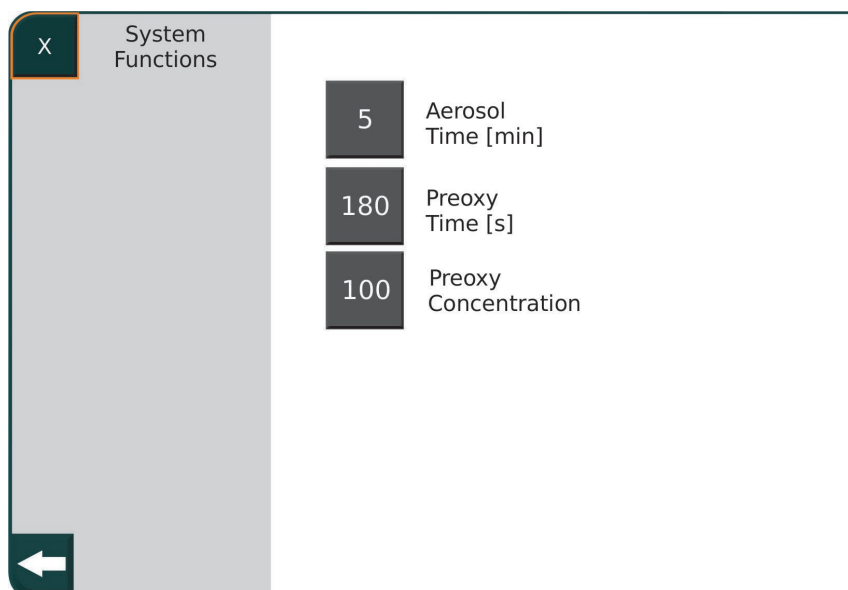 X
System
Functions
5
Aerosol
Time [min]
180
Preoxy
Time [s]
100
Preoxy
Concentration